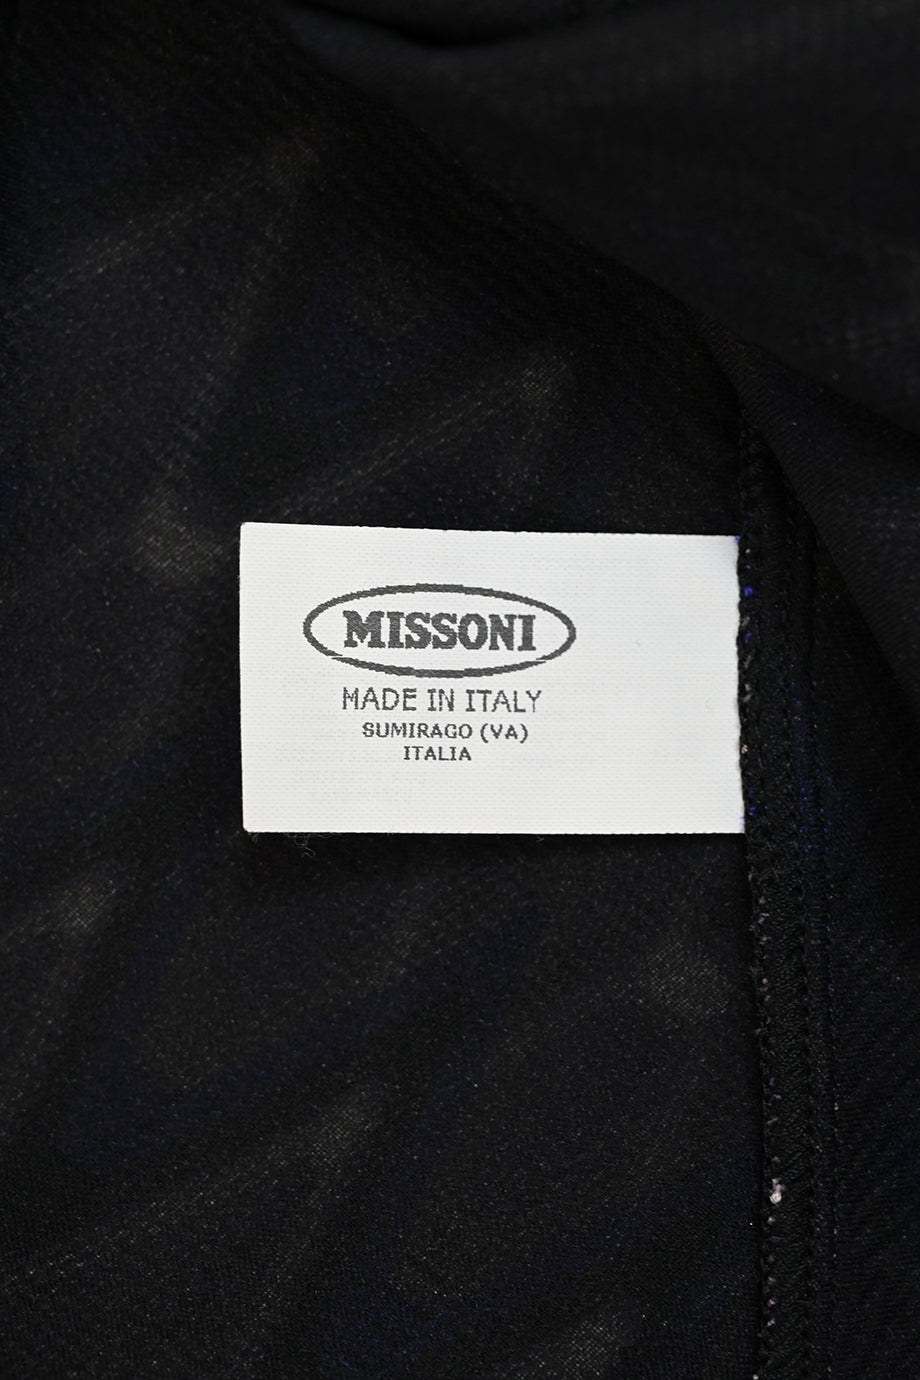 MISSONI
MADE IN ITALY
SUMIRAGO (VA)
ITALIA